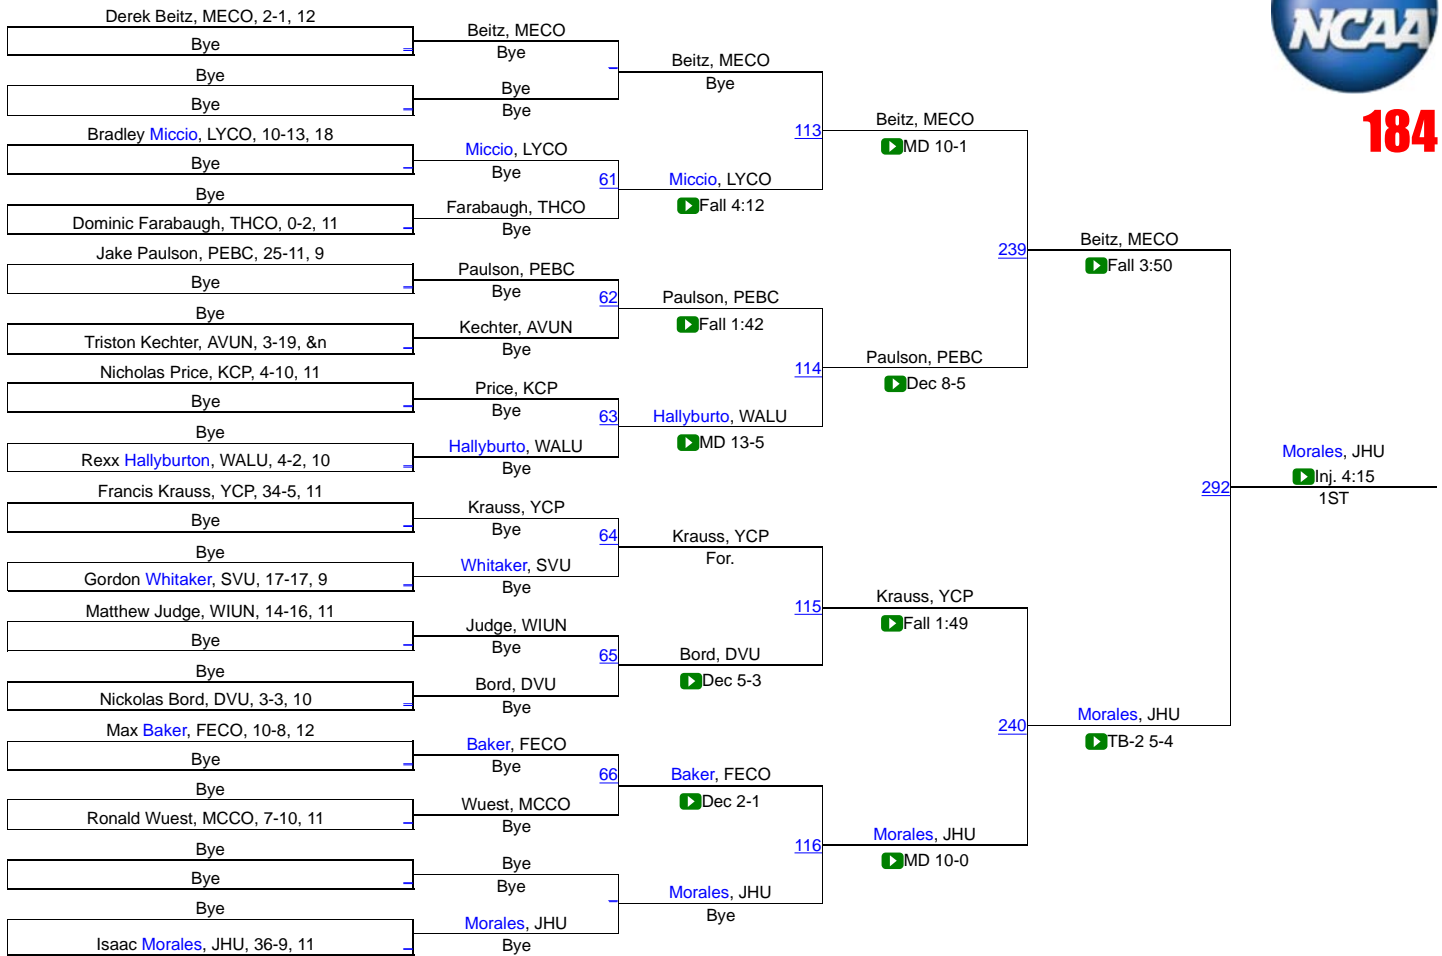 Derek Beitz, MECO, 2-1, 12
Bye
Bye
Bye
Bradley Miccio, LYCO, 10-13, 18
Bye
Bye
Dominic Farabaugh, THCO, 0-2, 11
Jake Paulson, PEBC, 25-11, 9
Bye
Bye
Triston Kechter, AVUN, 3-19, &n
Nicholas Price, KCP, 4-10, 11
Bye
Bye
Rexx Hallyburton, WALU, 4-2, 10
Francis Krauss, YCP, 34-5, 11
Bye
Bye
Gordon Whitaker, SVU, 17-17, 9
Matthew Judge, WIUN, 14-16, 11
Bye
Bye
Nickolas Bord, DVU, 3-3, 10
Max Baker, FECO, 10-8, 12
Bye
Bye
Ronald Wuest, MCCO, 7-10, 11
Bye
Bye
Bye
Isaac Morales, JHU, 36-9, 11
Beitz, MECO
Bye
Bye
Bye
Miccio, LYCO
Bye
61
Farabaugh, THCO
Bye
Paulson, PEBC
Bye
62
Kechter, AVUN
Bye
Price, KCP
Bye
63
Hallyburto, WALU
Bye
Krauss, YCP
Bye
64
Whitaker, SVU
Bye
Judge, WIUN
Bye
65
Bord, DVU
Bye
Baker, FECO
Bye
66
Wuest, MCCO
Bye
Bye
Bye
Morales, JHU
Bye
Beitz, MECO
Bye
113
Miccio, LYCO
Fall 4:12
Paulson, PEBC
Fall 1:42
114
Hallyburto, WALU
MD 13-5
Krauss, YCP
For.
115
Bord, DVU
Dec 5-3
Baker, FECO
Dec 2-1
116
Morales, JHU
Bye
Beitz, MECO
MD 10-1
239
Paulson, PEBC
Dec 8-5
Krauss, YCP
Fall 1:49
240
Morales, JHU
MD 10-0
Beitz, MECO
Fall 3:50
292
Morales, JHU
TB-2 5-4
NCAA
184
Morales, JHU
Inj. 4:15
1ST